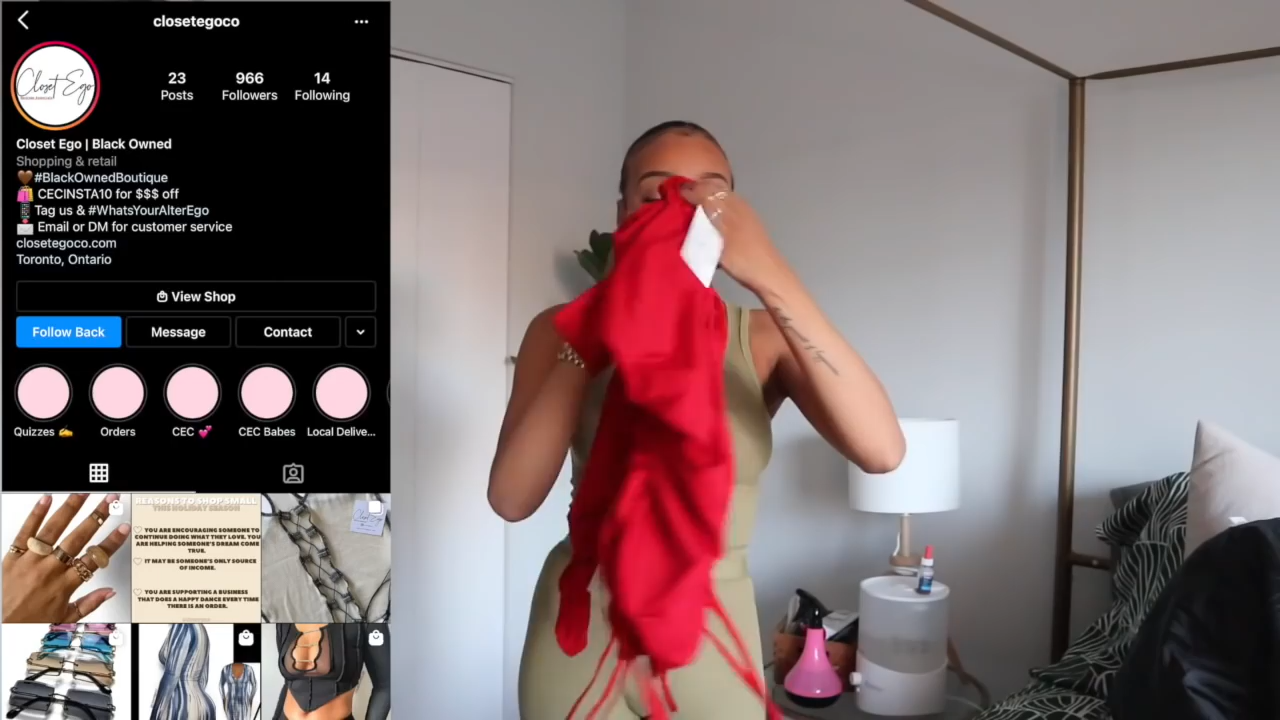 closetegoco
Closet Ego
23
Posts
966
Followers
14
Following
Closet Ego | Black Owned
Shopping & retail
🤎#BlackOwnedBoutique
🛍️ CECINSTA10 for $$$ off
📱 Tag us & #WhatsYourAlterEgo
📩 Email or DM for customer service
closetegoco.com
Toronto, Ontario
View Shop
Follow Back
Message
Contact
Quizzes ✍️
Orders
CEC 💕
CEC Babes
Local Delive...
REASONS TO SHOP SMALL
THIS HOLIDAY SEASON
YOU ARE ENCOURAGING SOMEONE TO
CONTINUE DOING WHAT THEY LOVE. YOU
ARE HELPING SOMEONE'S DREAM COME
TRUE.
IT MAY BE SOMEONE'S ONLY SOURCE
OF INCOME.
YOU ARE SUPPORTING A BUSINESS
THAT DOES A HAPPY DANCE EVERY TIME
THERE IS AN ORDER.